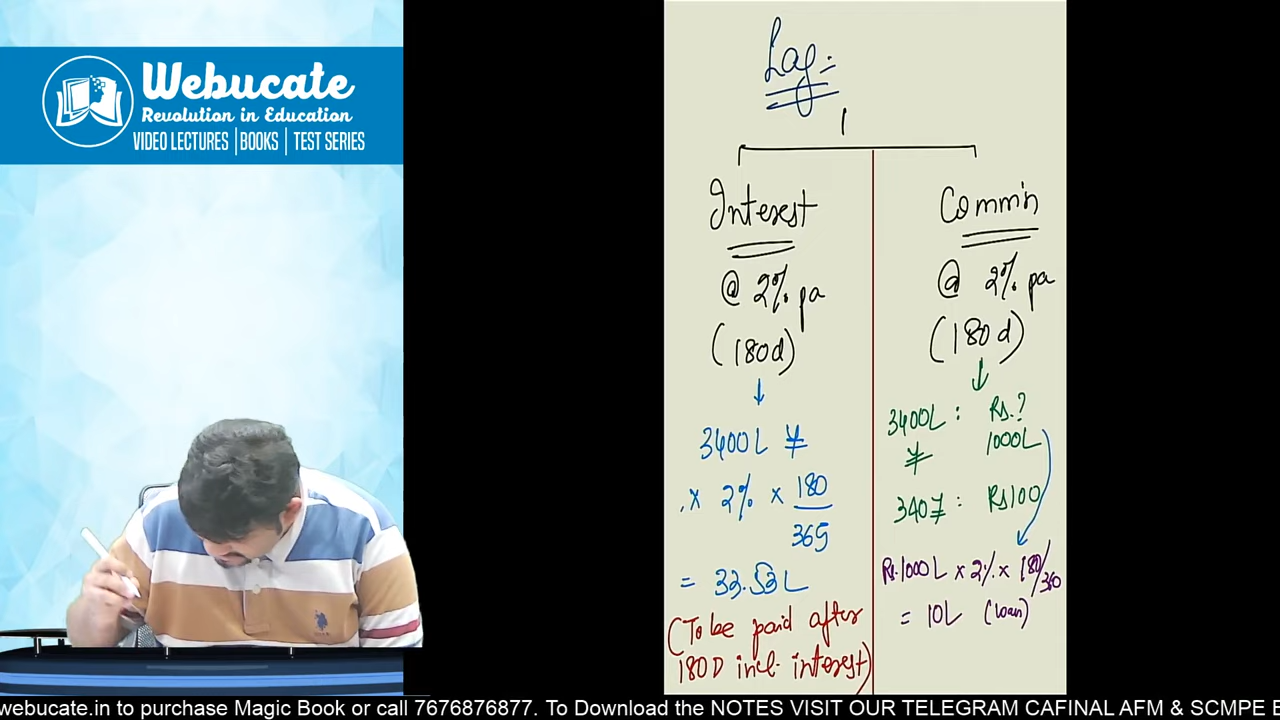 Webucate
Revolution in Education
VIDEO LECTURES | BOOKS | TEST SERIES
Lag:
Interest
@ 2% pa
(180d)
3400L ¥
x 2% x 180
365
= 33.53L
(To be paid after
180D incl. interest)
Comm'n
@ 2% pa
(180d)
3400L : Rs.?
¥ 1000L
340¥ : Rs100
Rs.1000L x 2% x 180/360
= 10L (loan)
webucate.in to purchase Magic Book or call 7676876877. To Download the NOTES VISIT OUR TELEGRAM CAFINAL AFM & SCMPE